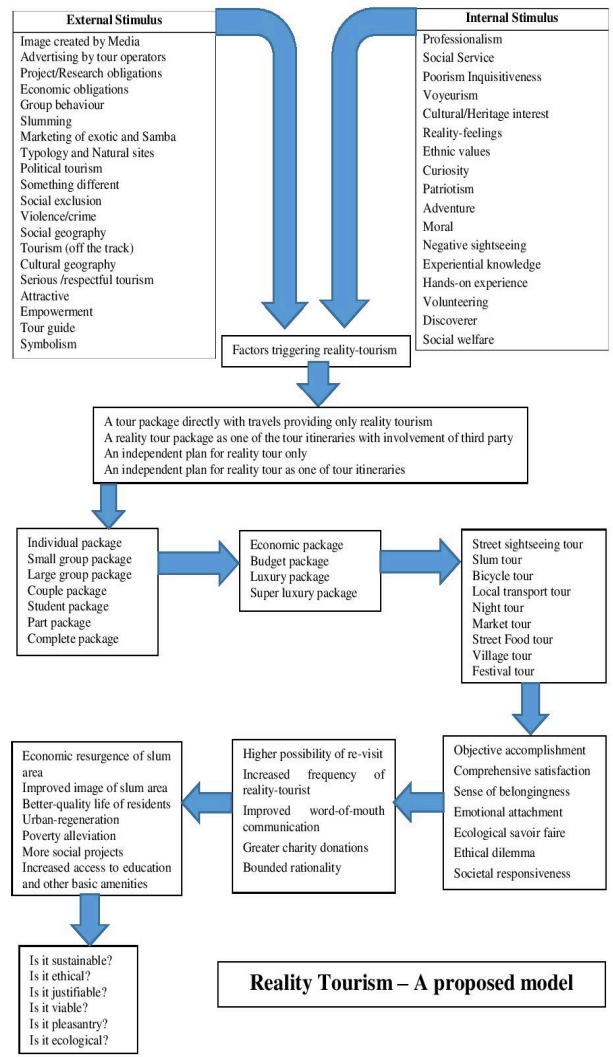 External Stimulus
Image created by Media
Advertising by tour operators
Project/Research obligations
Economic obligations
Group behaviour
Slumming
Marketing of exotic and Samba
Typology and Natural sites
Political tourism
Something different
Social exclusion
Violence/crime
Social geography
Tourism (off the track)
Cultural geography
Serious /respectful tourism
Attractive
Empowerment
Tour guide
Symbolism
Internal Stimulus
Professionalism
Social Service
Poorism Inquisitiveness
Voyeurism
Cultural/Heritage interest
Reality-feelings
Ethnic values
Curiosity
Patriotism
Adventure
Moral
Negative sightseeing
Experiential knowledge
Hands-on experience
Volunteering
Discoverer
Social welfare
Factors triggering reality-tourism
A tour package directly with travels providing only reality tourism
A reality tour package as one of the tour itineraries with involvement of third party
An independent plan for reality tour only
An independent plan for reality tour as one of tour itineraries
Individual package
Small group package
Large group package
Couple package
Student package
Part package
Complete package
Economic package
Budget package
Luxury package
Super luxury package
Street sightseeing tour
Slum tour
Bicycle tour
Local transport tour
Night tour
Market tour
Street Food tour
Village tour
Festival tour
Objective accomplishment
Comprehensive satisfaction
Sense of belongingness
Emotional attachment
Ecological savoir faire
Ethical dilemma
Societal responsiveness
Higher possibility of re-visit
Increased frequency of
reality-tourist
Improved word-of-mouth
communication
Greater charity donations
Bounded rationality
Economic resurgence of slum
area
Improved image of slum area
Better-quality life of residents
Urban-regeneration
Poverty alleviation
More social projects
Increased access to education
and other basic amenities
Is it sustainable?
Is it ethical?
Is it justifiable?
Is it viable?
Is it pleasantry?
Is it ecological?
Reality Tourism – A proposed model